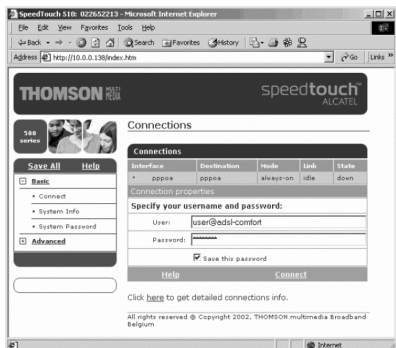 SpeedTouch 510: 022652213 - Microsoft Internet Explorer
File Edit View Favorites Tools Help
Back Search Favorites History
Address http://10.0.0.138/index.htm Go Links »
THOMSON MULTI MEDIA speedtouch™
ALCATEL
500 series
Connections
Save All Help
Basic
Connect
System Info
System Password
Advanced
Connections
Interface Destination Mode Link State
pppoa pppoa always-on idle down
Connection properties
Specify your username and password:
User: user@adsl-comfort
Password: ********
Save this password
Help Connect
Click here to get detailed connections info.
All rights reserved © Copyright 2002, THOMSON multimedia Broadband
Belgium
Internet